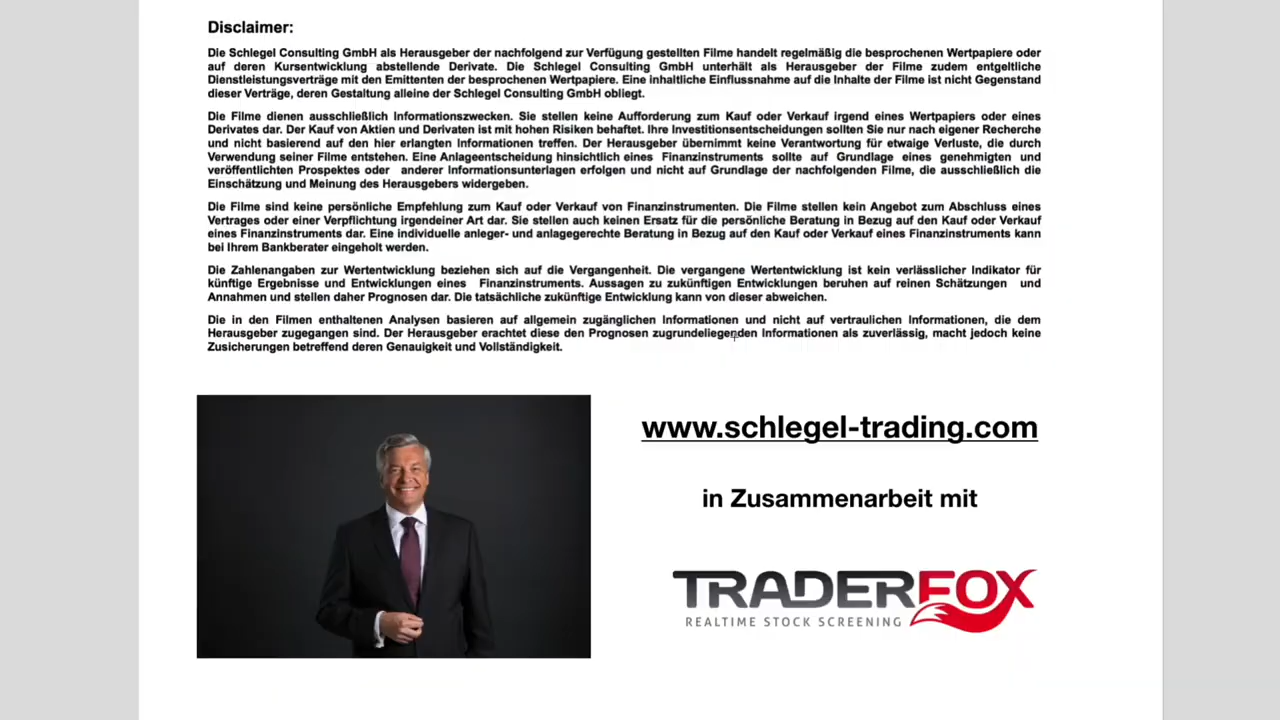 Disclaimer:
Die Schlegel Consulting GmbH als Herausgeber der nachfolgend zur Verfügung gestellten Filme handelt regelmäßig die besprochenen Wertpapiere oder
auf deren Kursentwicklung abstellende Derivate. Die Schlegel Consulting GmbH unterhält als Herausgeber der Filme zudem entgeltliche
Dienstleistungsverträge mit den Emittenten der besprochenen Wertpapiere. Eine inhaltliche Einflussnahme auf die Inhalte der Filme ist nicht Gegenstand
dieser Verträge, deren Gestaltung alleine der Schlegel Consulting GmbH obliegt.
Die Filme dienen ausschließlich Informationszwecken. Sie stellen keine Aufforderung zum Kauf oder Verkauf irgend eines Wertpapiers oder eines
Derivates dar. Der Kauf von Aktien und Derivaten ist mit hohen Risiken behaftet. Ihre Investitionsentscheidungen sollten Sie nur nach eigener Recherche
und nicht basierend auf den hier erlangten Informationen treffen. Der Herausgeber übernimmt keine Verantwortung für etwaige Verluste, die durch
Verwendung seiner Filme entstehen. Eine Anlageentscheidung hinsichtlich eines Finanzinstruments sollte auf Grundlage eines genehmigten und
veröffentlichten Prospektes oder anderer Informationsunterlagen erfolgen und nicht auf Grundlage der nachfolgenden Filme, die ausschließlich die
Einschätzung und Meinung des Herausgebers widergeben.
Die Filme sind keine persönliche Empfehlung zum Kauf oder Verkauf von Finanzinstrumenten. Die Filme stellen kein Angebot zum Abschluss eines
Vertrages oder einer Verpflichtung irgendeiner Art dar. Sie stellen auch keinen Ersatz für die persönliche Beratung in Bezug auf den Kauf oder Verkauf
eines Finanzinstruments dar. Eine individuelle anleger- und anlagegerechte Beratung in Bezug auf den Kauf oder Verkauf eines Finanzinstruments kann
bei Ihrem Bankberater eingeholt werden.
Die Zahlenangaben zur Wertentwicklung beziehen sich auf die Vergangenheit. Die vergangene Wertentwicklung ist kein verlässlicher Indikator für
künftige Ergebnisse und Entwicklungen eines Finanzinstruments. Aussagen zu zukünftigen Entwicklungen beruhen auf reinen Schätzungen und
Annahmen und stellen daher Prognosen dar. Die tatsächliche zukünftige Entwicklung kann von dieser abweichen.
Die in den Filmen enthaltenen Analysen basieren auf allgemein zugänglichen Informationen und nicht auf vertraulichen Informationen, die dem
Herausgeber zugegangen sind. Der Herausgeber erachtet diese den Prognosen zugrundeliegenden Informationen als zuverlässig, macht jedoch keine
Zusicherungen betreffend deren Genauigkeit und Vollständigkeit.
www.schlegel-trading.com
in Zusammenarbeit mit
TRADERFOX
REALTIME STOCK SCREENING